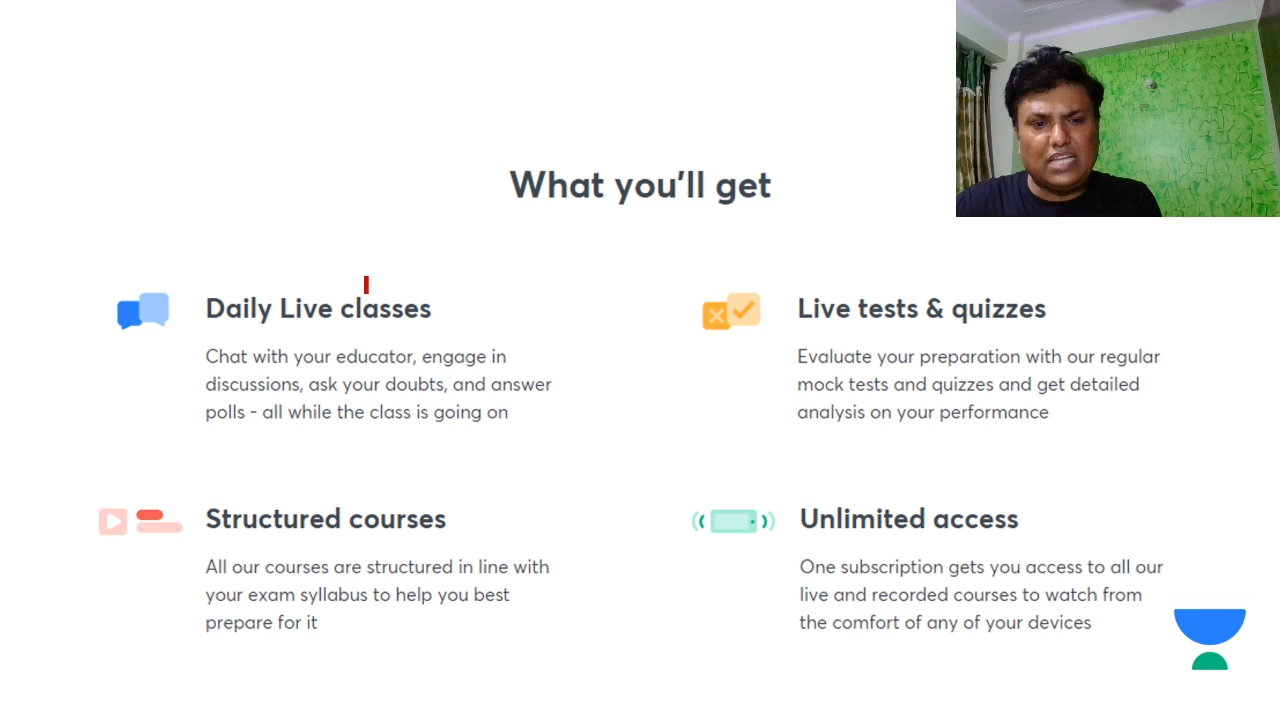 What you'll get
Daily Live classes
Chat with your educator, engage in
discussions, ask your doubts, and answer
polls - all while the class is going on
Live tests & quizzes
Evaluate your preparation with our regular
mock tests and quizzes and get detailed
analysis on your performance
Structured courses
All our courses are structured in line with
your exam syllabus to help you best
prepare for it
Unlimited access
One subscription gets you access to all our
live and recorded courses to watch from
the comfort of any of your devices